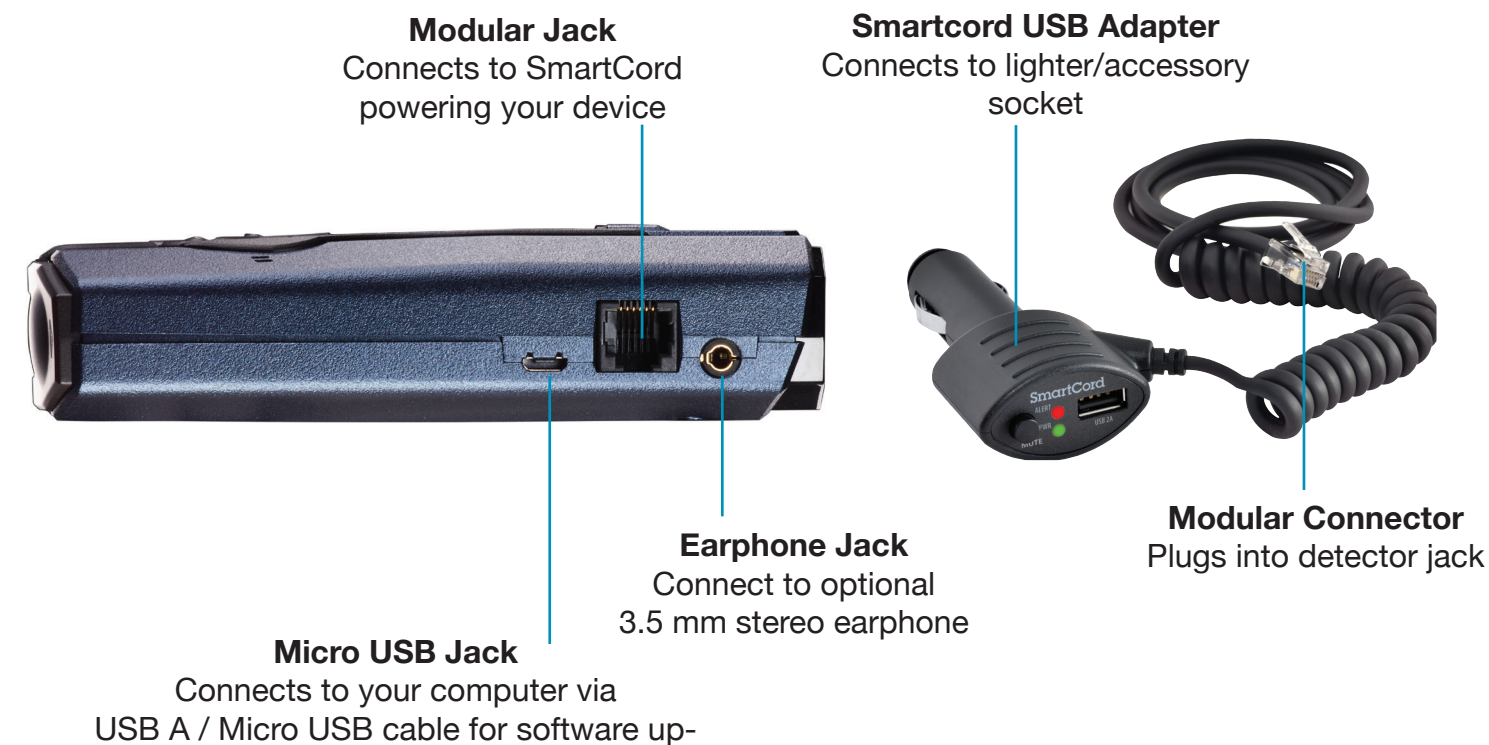 Modular Jack
Connects to SmartCord
powering your device
Smartcord USB Adapter
Connects to lighter/accessory
socket
SmartCord
ALERT
PWR
MUTE
USB 2A
Modular Connector
Plugs into detector jack
Earphone Jack
Connect to optional
3.5 mm stereo earphone
Micro USB Jack
Connects to your computer via
USB A / Micro USB cable for software up-